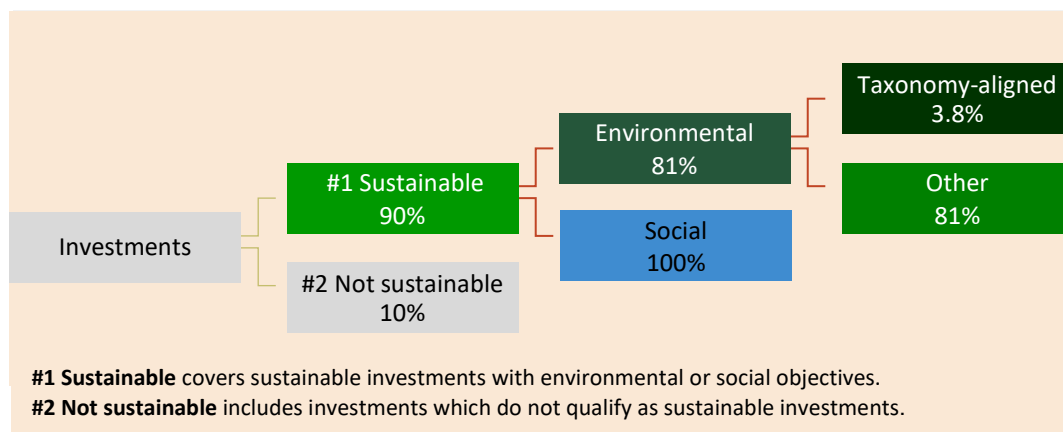 Taxonomy-aligned
3.8%
Environmental
81%
#1 Sustainable
90%
Other
81%
Investments
Social
100%
#2 Not sustainable
10%
#1 Sustainable covers sustainable investments with environmental or social objectives.
#2 Not sustainable includes investments which do not qualify as sustainable investments.